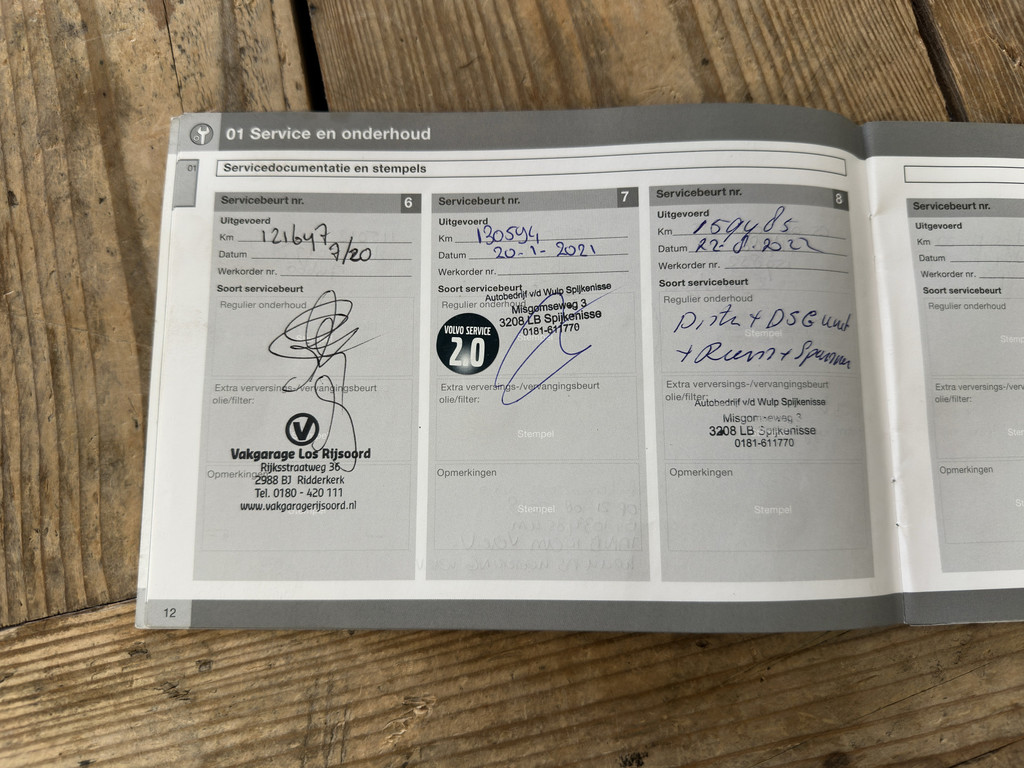 01 Service en onderhoud
01
Servicedocumentatie en stempels
Servicebeurt nr. 6
Uitgevoerd
Km 121647
Datum 7/20
Werkorder nr.
Soort servicebeurt
Regulier onderhoud
Extra verversings-/vervangingsbeurt
olie/filter:
Vakgarage Los Rijsoord
Rijksstraatweg 36
2988 BJ Ridderkerk
Tel. 0180 - 420 111
www.vakgaragerijsoord.nl
Opmerkingen
Stempel
Servicebeurt nr. 7
Uitgevoerd
Km 130594
Datum 20-1-2021
Werkorder nr.
Soort servicebeurt
Regulier onderhoud
Autobedrijf v/d Wulp Spijkenisse
Misgomseweg 3
3208 LB Spijkenisse
0181-611770
VOLVO SERVICE
2.0
Extra verversings-/vervangingsbeurt
olie/filter:
Stempel
Opmerkingen
Stempel
Servicebeurt nr. 8
Uitgevoerd
Km 159485
Datum 22-8-2022
Werkorder nr.
Soort servicebeurt
Regulier onderhoud
+ DSG
+ Riem + Spanner
Extra verversings-/vervangingsbeurt
olie/filter:
Autobedrijf v/d Wulp Spijkenisse
Misgomseweg 3
3208 LB Spijkenisse
0181-611770
Opmerkingen
Stempel
Servicebeurt nr.
Uitgevoerd
Km
Datum
Werkorder nr.
Soort servicebeurt
Regulier onderhoud
Extra verversings-
olie/filter:
Opmerkingen
12